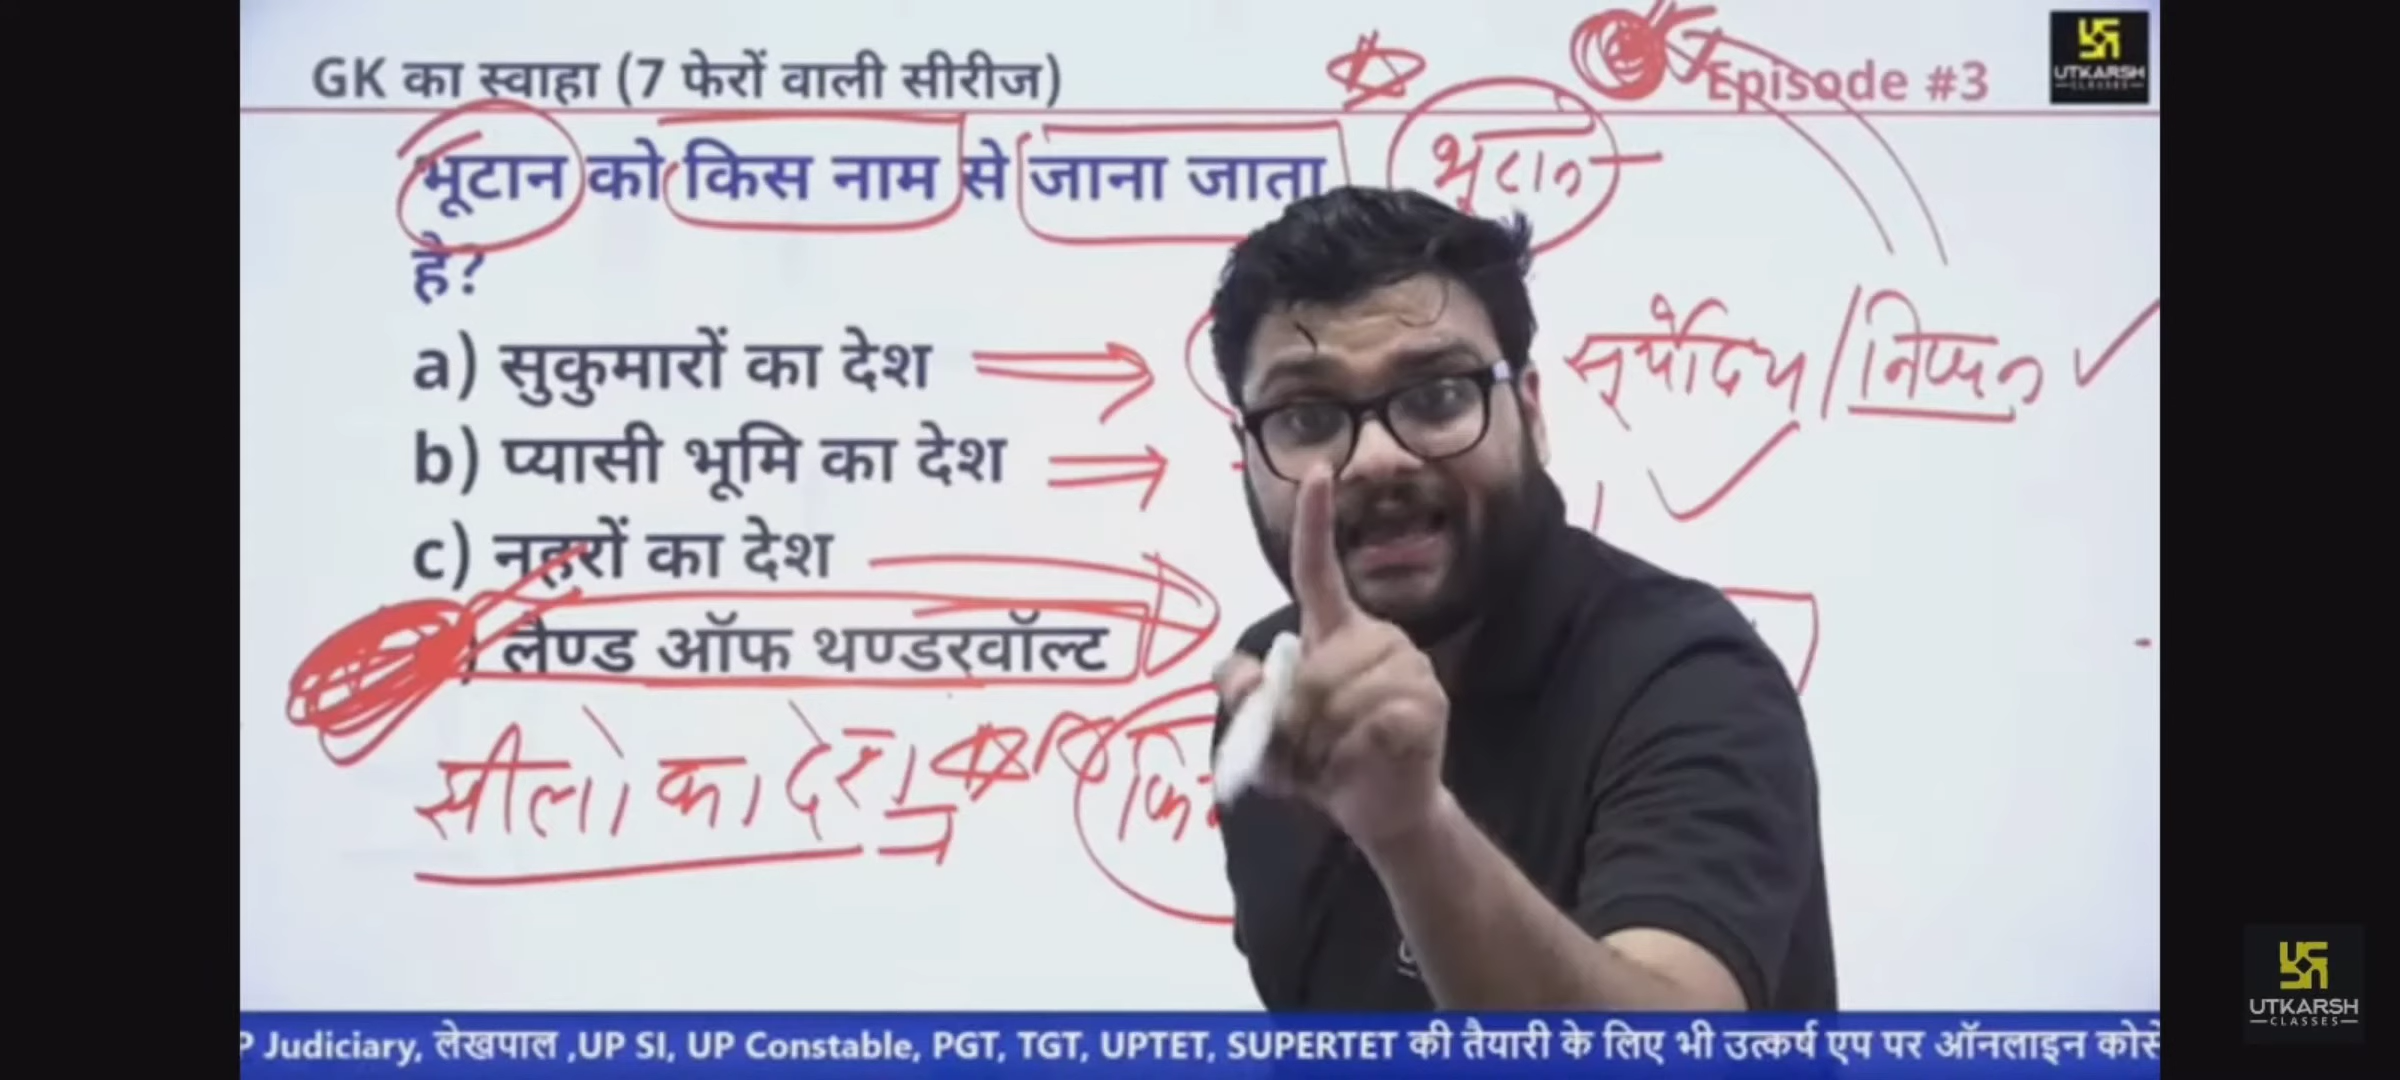 GK का स्वाहा (7 फेरों वाली सीरीज)
Episode #3
UTKARSH
CLASSES
भूटान को किस नाम से जाना जाता
है?
भूटान
a) सुकुमारों का देश
सूर्योदय / निप्पन
b) प्यासी भूमि का देश
c) नहरों का देश
) लैण्ड ऑफ थण्डरवॉल्ट
का देश
P Judiciary, लेखपाल ,UP SI, UP Constable, PGT, TGT, UPTET, SUPERTET की तैयारी के लिए भी उत्कर्ष एप पर ऑनलाइन
UTKARSH
CLASSES